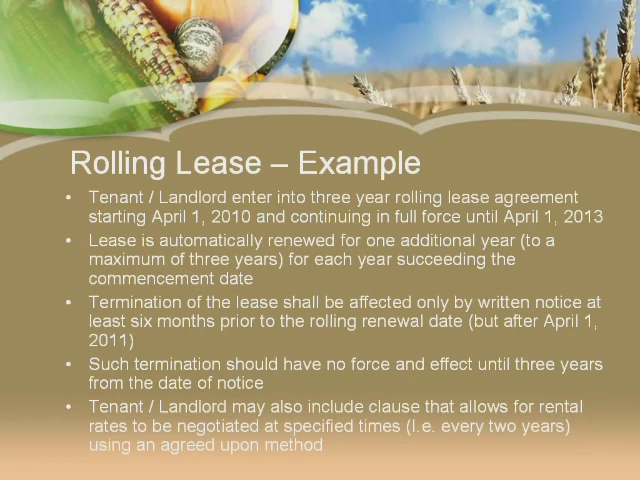 Rolling Lease – Example
• Tenant / Landlord enter into three year rolling lease agreement
starting April 1, 2010 and continuing in full force until April 1, 2013
• Lease is automatically renewed for one additional year (to a
maximum of three years) for each year succeeding the
commencement date
• Termination of the lease shall be affected only by written notice at
least six months prior to the rolling renewal date (but after April 1,
2011)
• Such termination should have no force and effect until three years
from the date of notice
• Tenant / Landlord may also include clause that allows for rental
rates to be negotiated at specified times (I.e. every two years)
using an agreed upon method